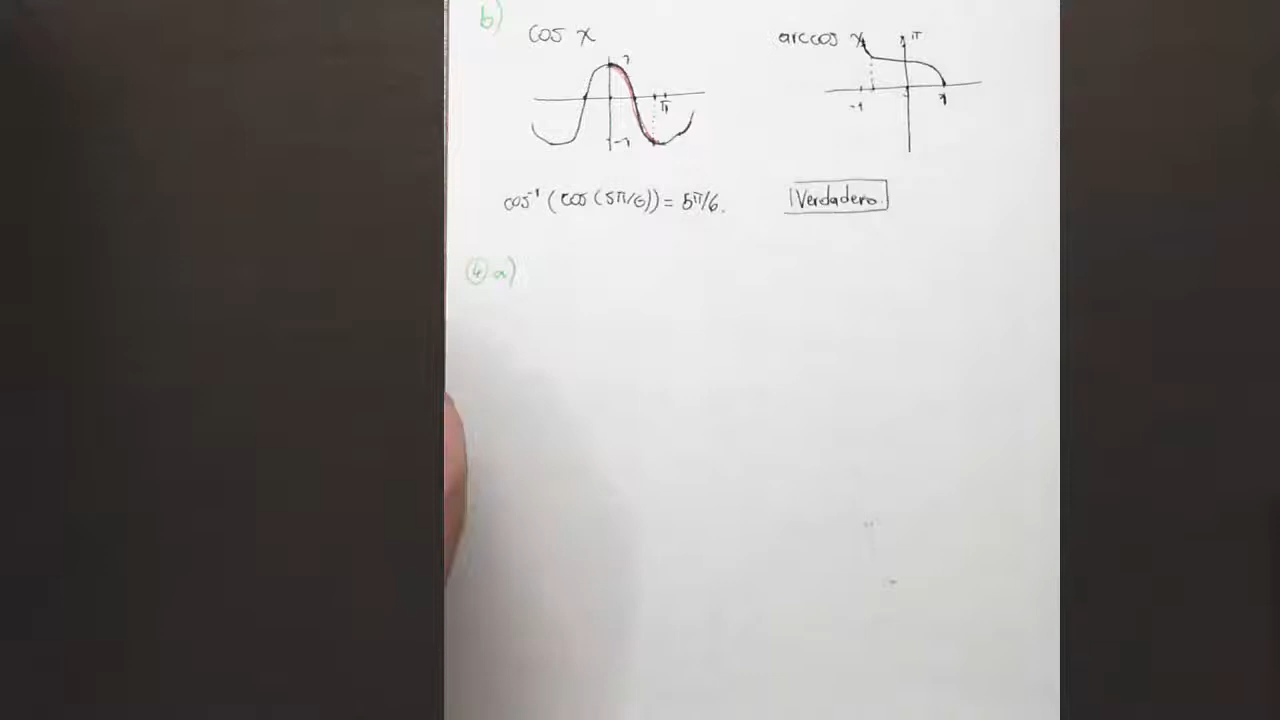 b)
cos x
arccos x
1
π
-1
π
-1
1
cos⁻¹(cos(5π/6)) = 5π/6.
Verdadero.
④ a)